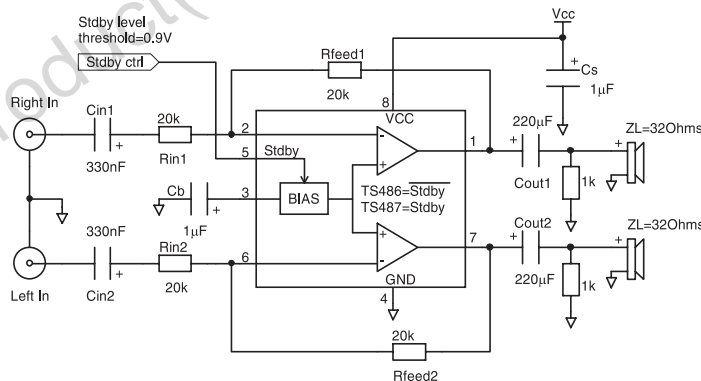 Product(
Stdby level
threshold=0.9V
Stdby ctrl
Vcc
Rfeed1
20k
Cs
1µF
+
Right In
Cin1
+
330nF
20k
Rin1
2
5
Stdby
8
VCC
1
-
+
220µF
+
Cout1
ZL=32Ohms
1k
Cb
+
1µF
3
BIAS
TS486=Stdby
TS487=Stdby
330nF
+
Cin2
Left In
Rin2
20k
6
+
-
7
GND
4
Cout2
+
220µF
ZL=32Ohms
1k
20k
Rfeed2